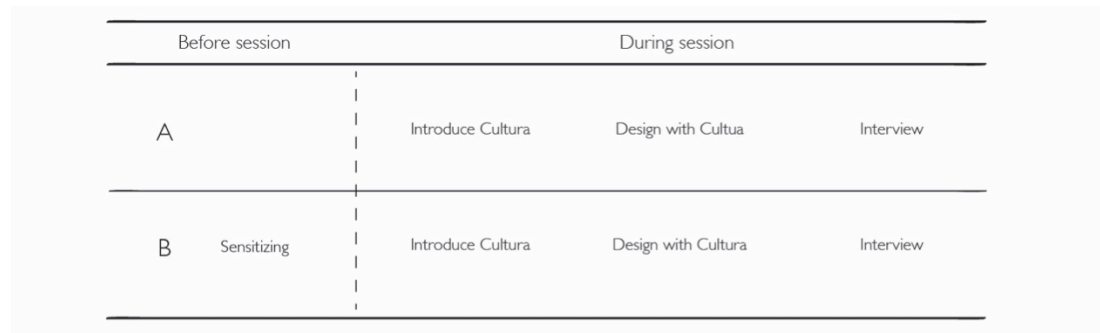 Before session During session
A Introduce Cultura Design with Cultua Interview
B Sensitizing Introduce Cultura Design with Cultura Interview